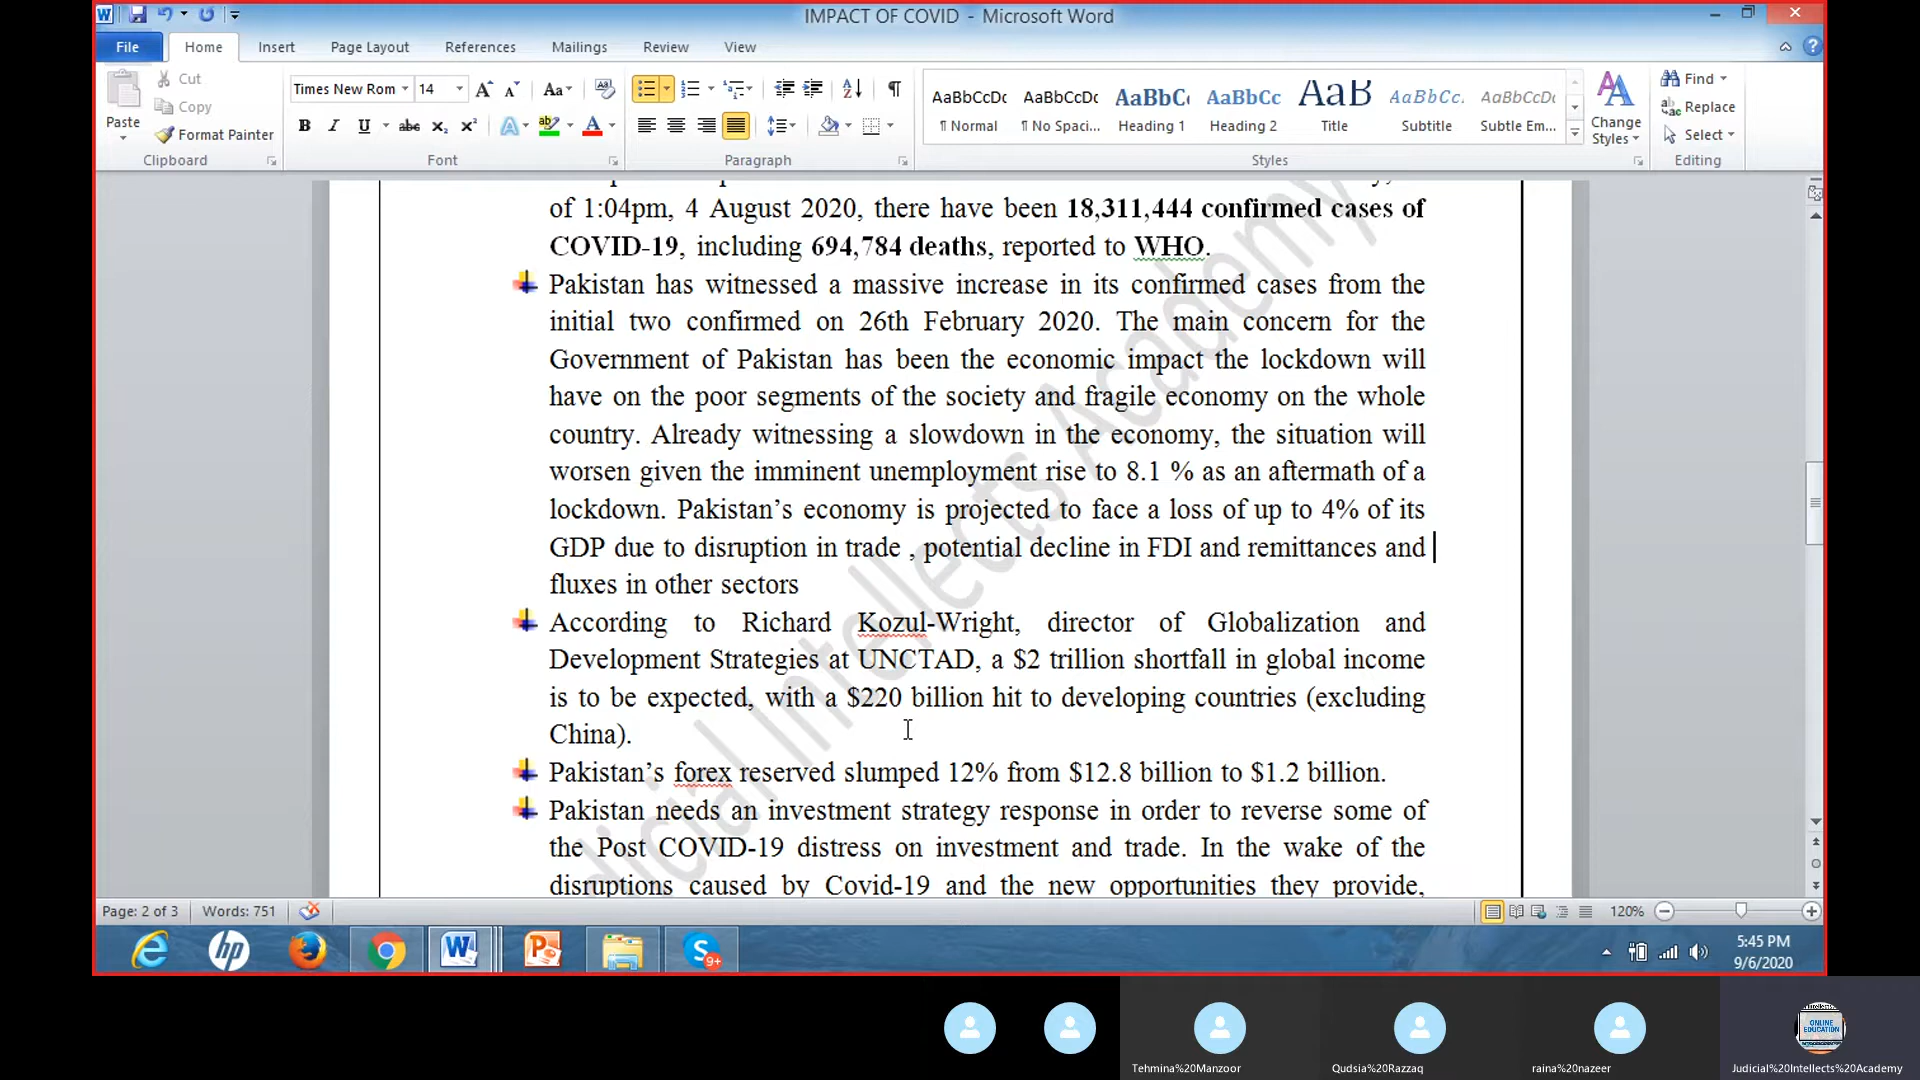 IMPACT OF COVID - Microsoft Word
File Home Insert Page Layout References Mailings Review View
Cut
Copy
Format Painter
Paste
Clipboard
Times New Rom 14
Font
Paragraph
AaBbCcDc AaBbCcDc AaBbC AaBbCc AaB AaBbCc. AaBbCcDc
¶ Normal ¶ No Spaci... Heading 1 Heading 2 Title Subtitle Subtle Em...
Change
Styles
Styles
Find
Replace
Select
Editing
of 1:04pm, 4 August 2020, there have been 18,311,444 confirmed cases of
COVID-19, including 694,784 deaths, reported to WHO.
Pakistan has witnessed a massive increase in its confirmed cases from the
initial two confirmed on 26th February 2020. The main concern for the
Government of Pakistan has been the economic impact the lockdown will
have on the poor segments of the society and fragile economy on the whole
country. Already witnessing a slowdown in the economy, the situation will
worsen given the imminent unemployment rise to 8.1 % as an aftermath of a
lockdown. Pakistan's economy is projected to face a loss of up to 4% of its
GDP due to disruption in trade , potential decline in FDI and remittances and
fluxes in other sectors
According to Richard Kozul-Wright, director of Globalization and
Development Strategies at UNCTAD, a $2 trillion shortfall in global income
is to be expected, with a $220 billion hit to developing countries (excluding
China).
Pakistan's forex reserved slumped 12% from $12.8 billion to $1.2 billion.
Pakistan needs an investment strategy response in order to reverse some of
the Post COVID-19 distress on investment and trade. In the wake of the
disruptions caused by Covid-19 and the new opportunities they provide,
dicial Intellects Academy
Page: 2 of 3 Words: 751 120%
5:45 PM
9/6/2020
9+
ONLINE
EDUCATION
Tehmina%20Manzoor Qudsia%20Razzaq raina%20nazeer Judicial%20Intellects%20Academy